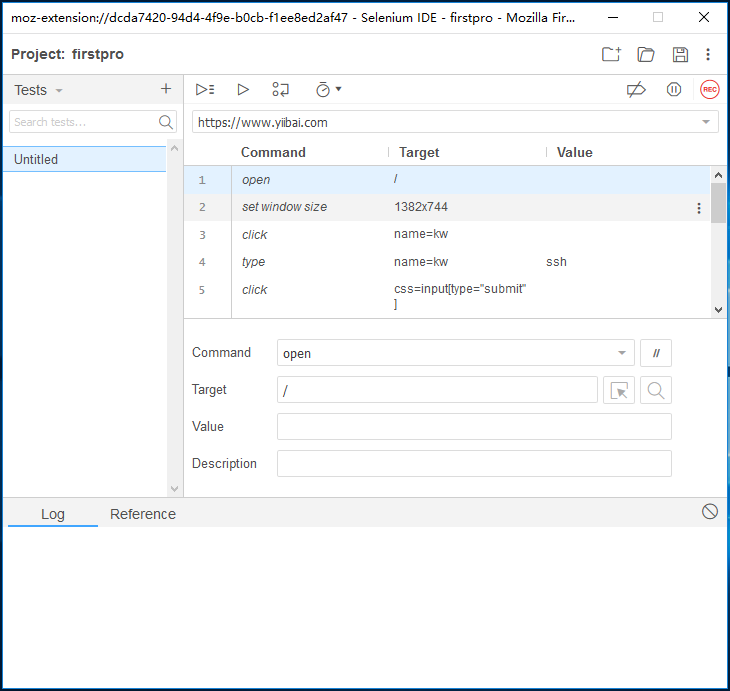 moz-extension://dcda7420-94d4-4f9e-b0cb-f1ee8ed2af47 - Selenium IDE - firstpro - Mozilla Fir...
Project: firstpro
Tests
REC
Search tests...
https://www.yiibai.com
Command Target Value
Untitled
1 open /
2 set window size 1382x744
3 click name=kw
4 type name=kw ssh
5 click css=input[type="submit"
]
Command open //
Target /
Value
Description
Log Reference